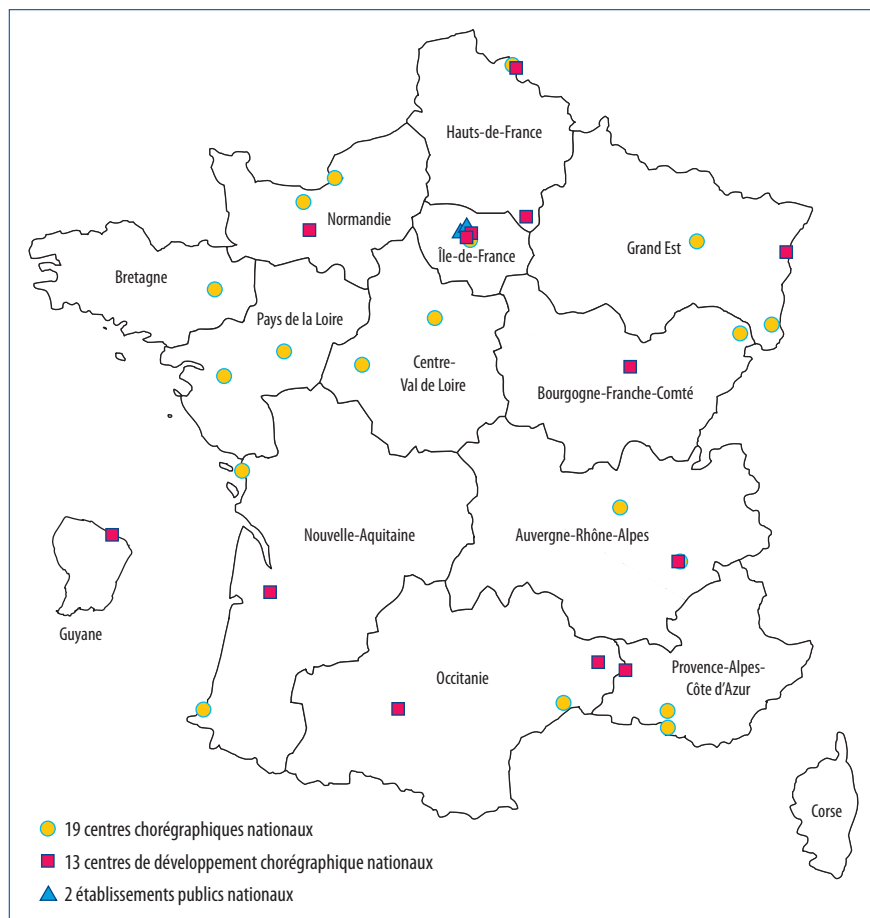 Hauts-de-France
Normandie
Île-de-France
Grand Est
Bretagne
Pays de la Loire
Centre-
Val de Loire
Bourgogne-Franche-Comté
Nouvelle-Aquitaine
Auvergne-Rhône-Alpes
Guyane
Occitanie
Provence-Alpes-
Côte d'Azur
Corse
19 centres chorégraphiques nationaux
13 centres de développement chorégraphique nationaux
2 établissements publics nationaux